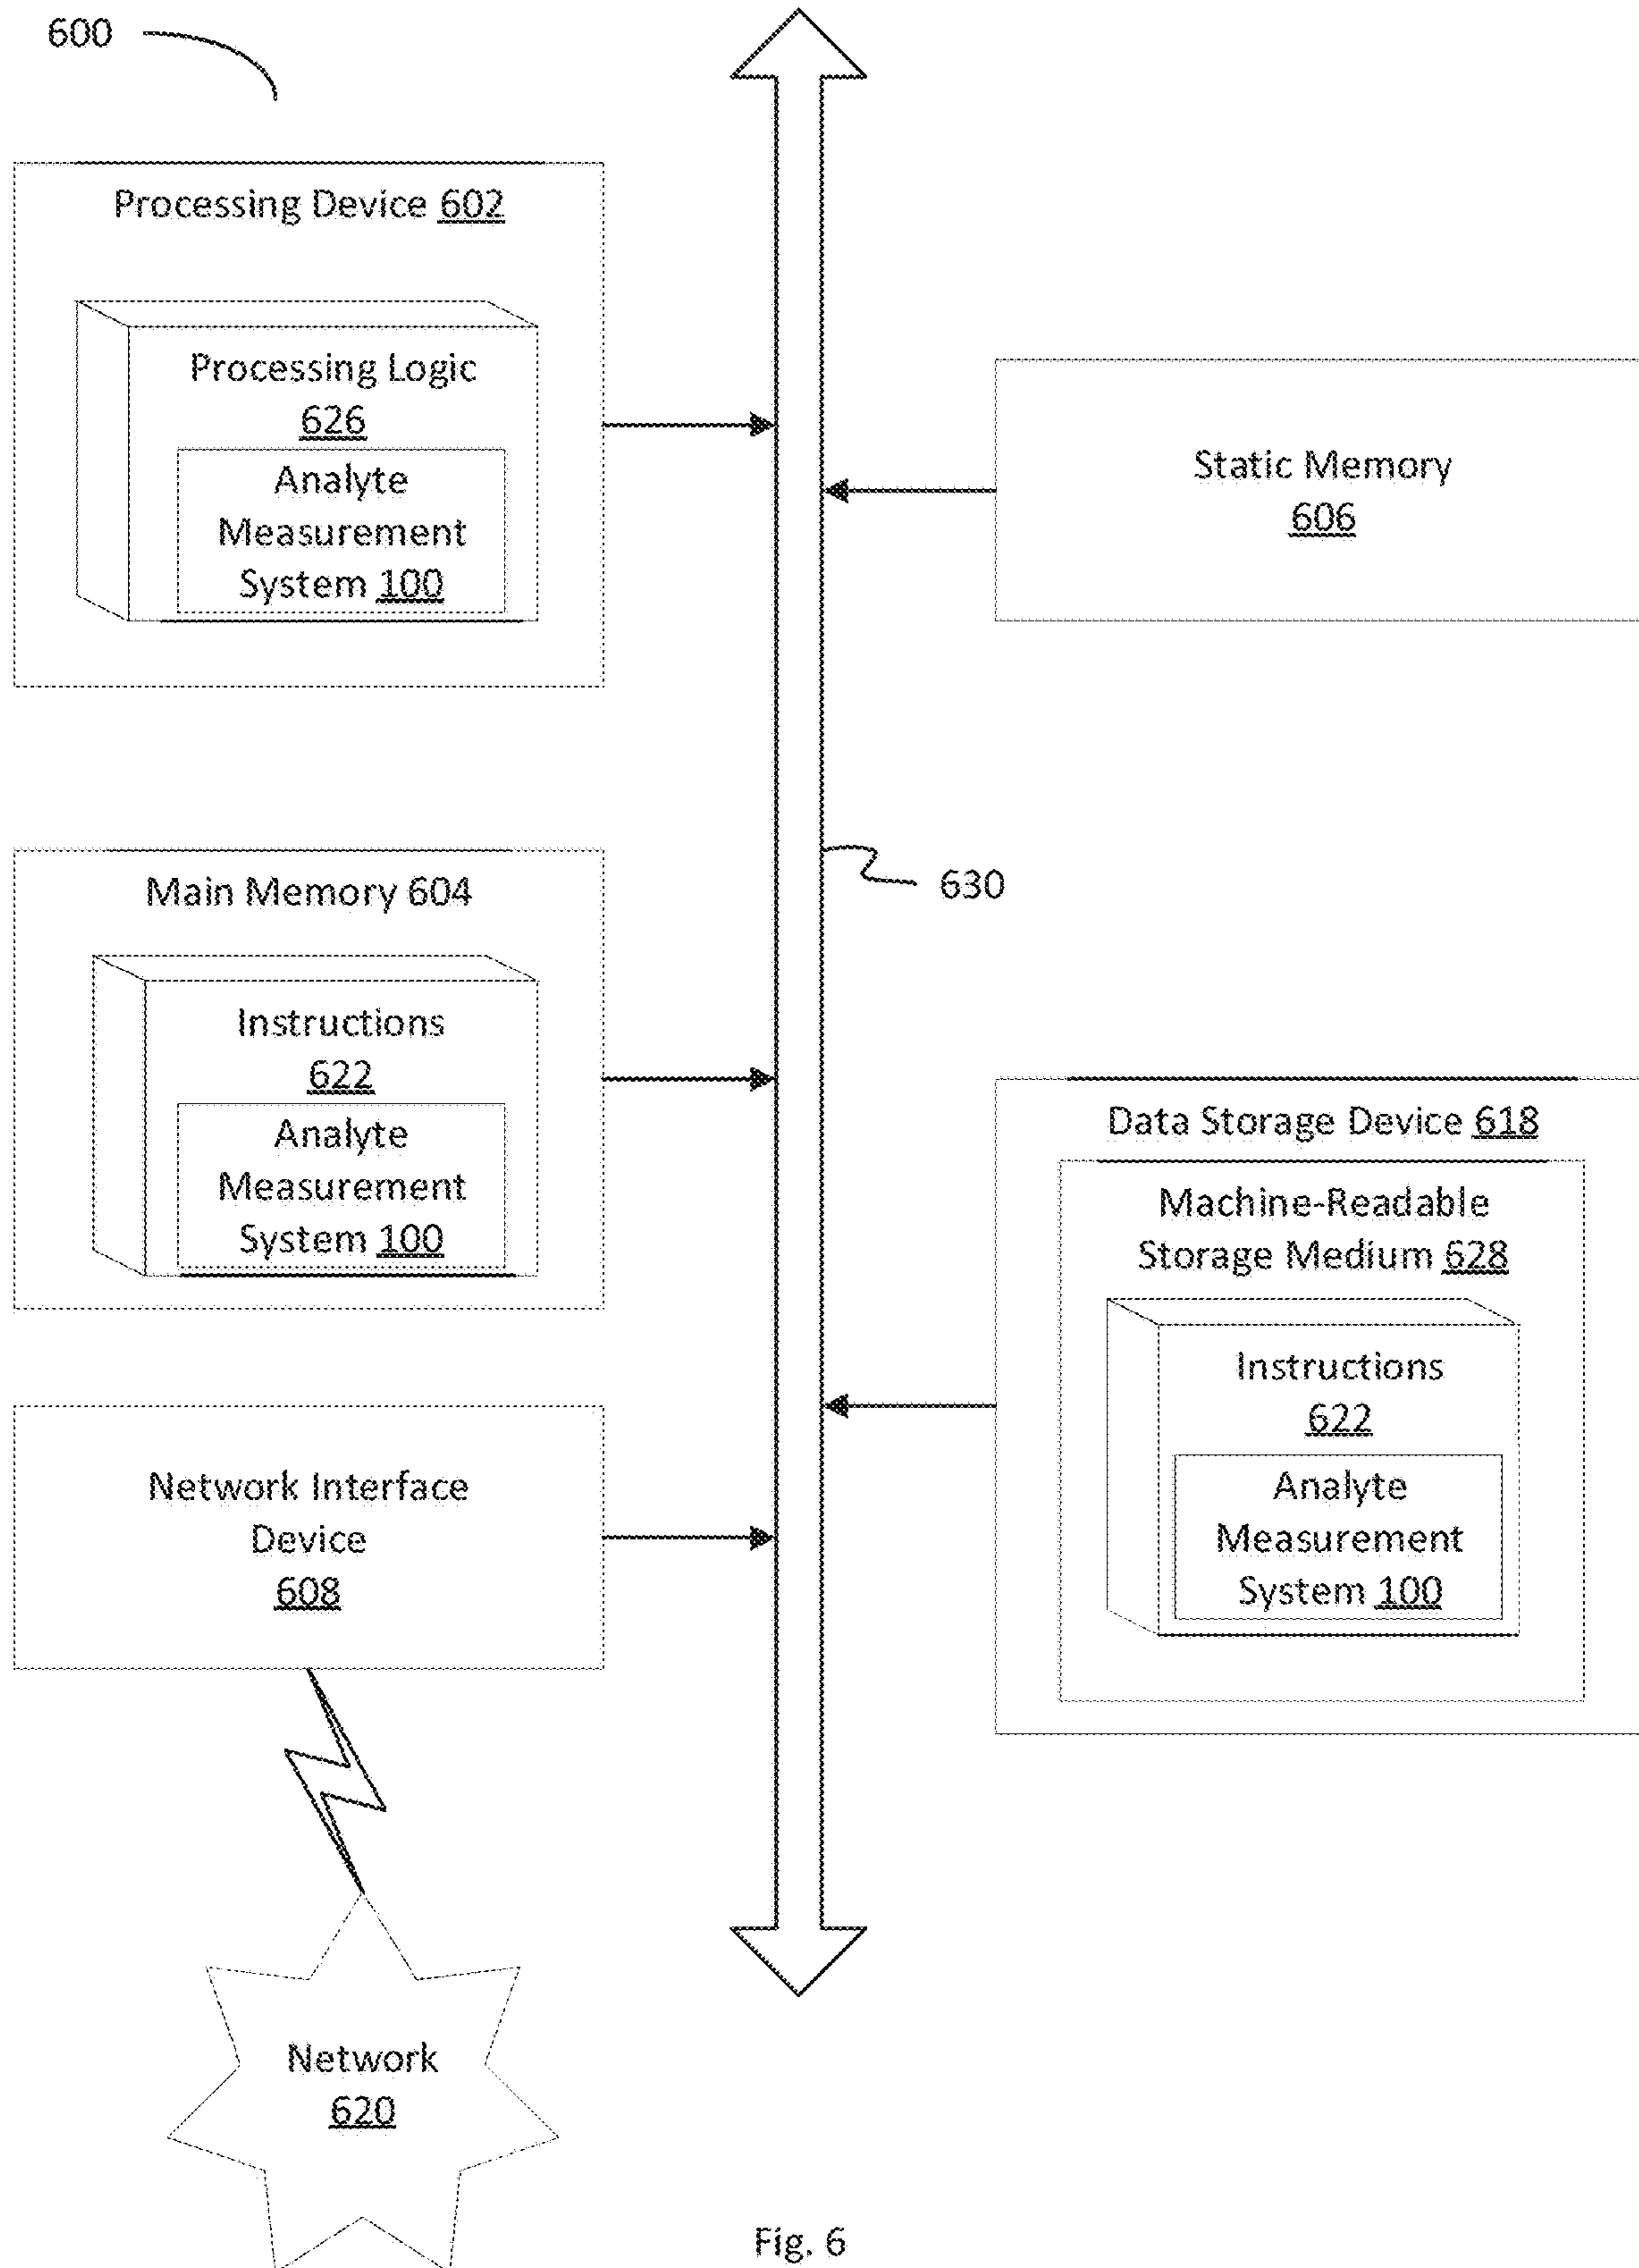 600
Processing Device 602
Processing Logic
626
Analyte
Measurement
System 100
Static Memory
606
Main Memory 604
630
Instructions
622
Analyte
Measurement
System 100
Data Storage Device 618
Machine-Readable
Storage Medium 628
Instructions
622
Analyte
Measurement
System 100
Network Interface
Device
608
Network
620
Fig. 6